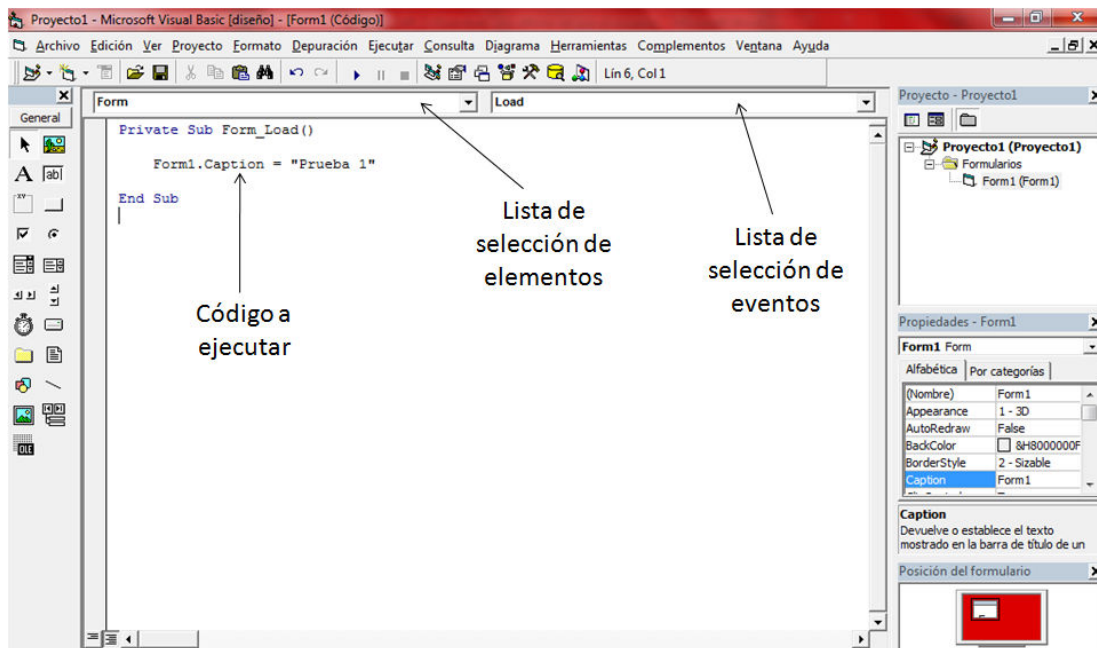 Proyecto1 - Microsoft Visual Basic [diseño] - [Form1 (Código)]
Archivo Edición Ver Proyecto Formato Depuración Ejecutar Consulta Diagrama Herramientas Complementos Ventana Ayuda
Lín 6, Col 1
General
Form
Load
Private Sub Form_Load()
Form1.Caption = "Prueba 1"
End Sub
Código a
ejecutar
Lista de
selección de
elementos
Lista de
selección de
eventos
A
ab
xv
OLE
Proyecto - Proyecto1
Proyecto1 (Proyecto1)
Formularios
Form1 (Form1)
Propiedades - Form1
Form1 Form
Alfabética Por categorías
(Nombre) Form1
Appearance 1 - 3D
AutoRedraw False
BackColor &H8000000F
BorderStyle 2 - Sizable
Caption Form1
Caption
Devuelve o establece el texto
mostrado en la barra de título de un
Posición del formulario